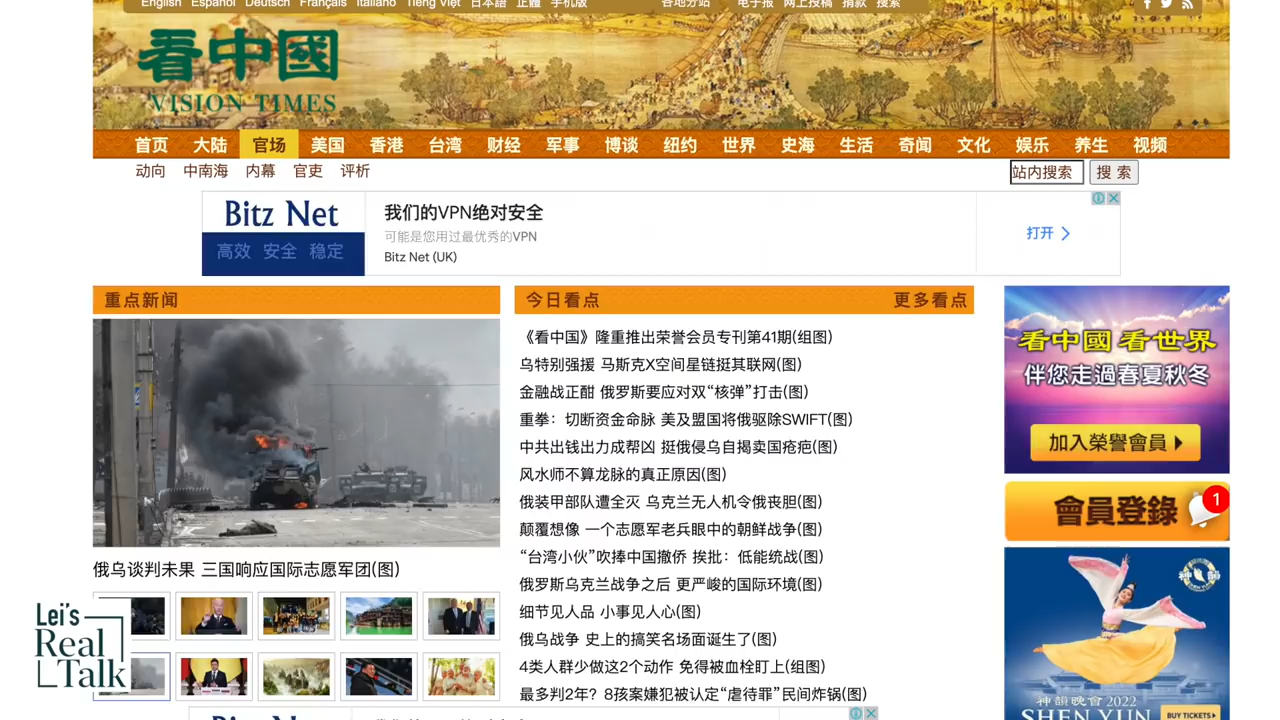 English Español Deutsch Français Italiano Tiếng Việt 日本語 正體 手机版 各地分站 电子报 网上投稿 捐款 搜索
看中國
VISION TIMES
首页 大陆 官场 美国 香港 台湾 财经 军事 博谈 纽约 世界 史海 生活 奇闻 文化 娱乐 养生 视频
动向 中南海 内幕 官吏 评析
站内搜索 搜 索
Bitz Net
高效 安全 稳定
我们的VPN绝对安全
可能是您用过最优秀的VPN
Bitz Net (UK)
打开
重点新闻
俄乌谈判未果 三国响应国际志愿军团(图)
今日看点 更多看点
《看中国》隆重推出荣誉会员专刊第41期(组图)
乌特别强援 马斯克X空间星链挺其联网(图)
金融战正酣 俄罗斯要应对双“核弹”打击(图)
重拳：切断资金命脉 美及盟国将俄驱除SWIFT(图)
中共出钱出力成帮凶 挺俄侵乌自揭卖国疮疤(图)
风水师不算龙脉的真正原因(图)
俄装甲部队遭全灭 乌克兰无人机令俄丧胆(图)
颠覆想像 一个志愿军老兵眼中的朝鲜战争(图)
“台湾小伙”吹捧中国撤侨 挨批：低能统战(图)
俄罗斯乌克兰战争之后 更严峻的国际环境(图)
细节见人品 小事见人心(图)
俄乌战争 史上的搞笑名场面诞生了(图)
4类人群少做这2个动作 免得被血栓盯上(组图)
最多判2年？8孩案嫌犯被认定“虐待罪”民间炸锅(图)
看中國 看世界
伴您走過春夏秋冬
加入榮譽會員
會員登錄
1
神韻
神韻晚會 2022
SHEN YUN
BUY TICKETS
Lei's
Real
Talk